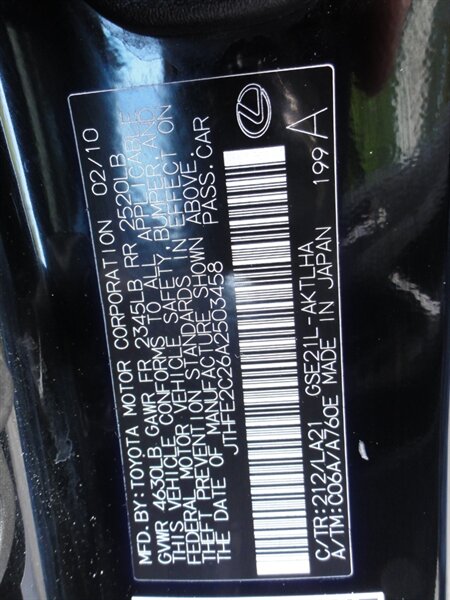 MFD. BY: TOYOTA MOTOR CORPORATION 02/10
GVWR 4630LB GAWR FR 2345LB RR 2520LB
THIS VEHICLE CONFORMS TO ALL APPLICABLE
FEDERAL MOTOR VEHICLE SAFETY, BUMPER, AND
THEFT PREVENTION STANDARDS IN EFFECT ON
THE DATE OF MANUFACTURE SHOWN ABOVE.
JTHFE2C26A2503458 PASS. CAR
C/TR: 212/LA21 GSE21L-AKTLHA
A/TM: C06A/A760E MADE IN JAPAN 199 A